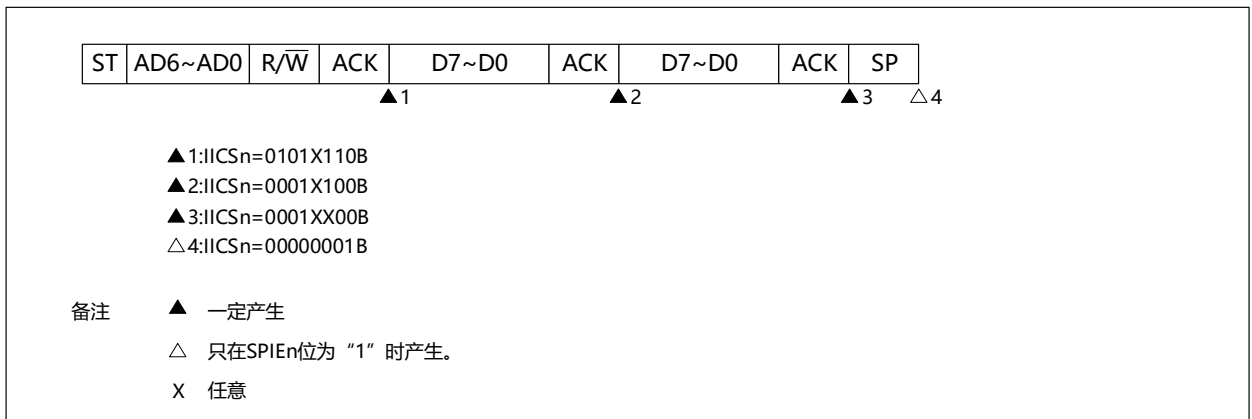 ST AD6~AD0 R/W̅ ACK D7~D0 ACK D7~D0 ACK SP
▲1 ▲2 ▲3 △4
▲1:IICSn=0101X110B
▲2:IICSn=0001X100B
▲3:IICSn=0001XX00B
△4:IICSn=00000001B
备注 ▲ 一定产生
△ 只在SPIEn位为“1”时产生。
X 任意